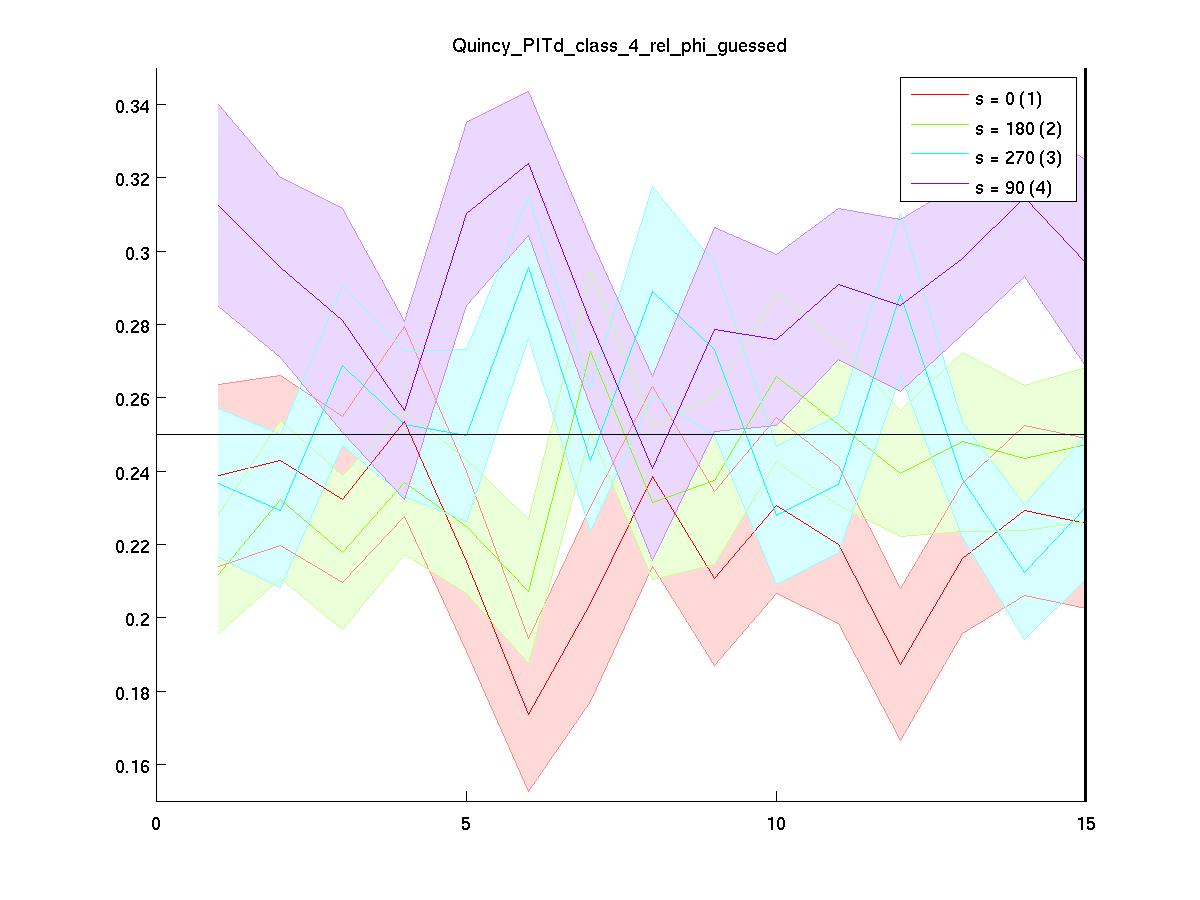 Quincy_PITd_class_4_rel_phi_guessed
s = 0 (1)
s = 180 (2)
s = 270 (3)
s = 90 (4)
0.34
0.32
0.3
0.28
0.26
0.24
0.22
0.2
0.18
0.16
0 5 10 15